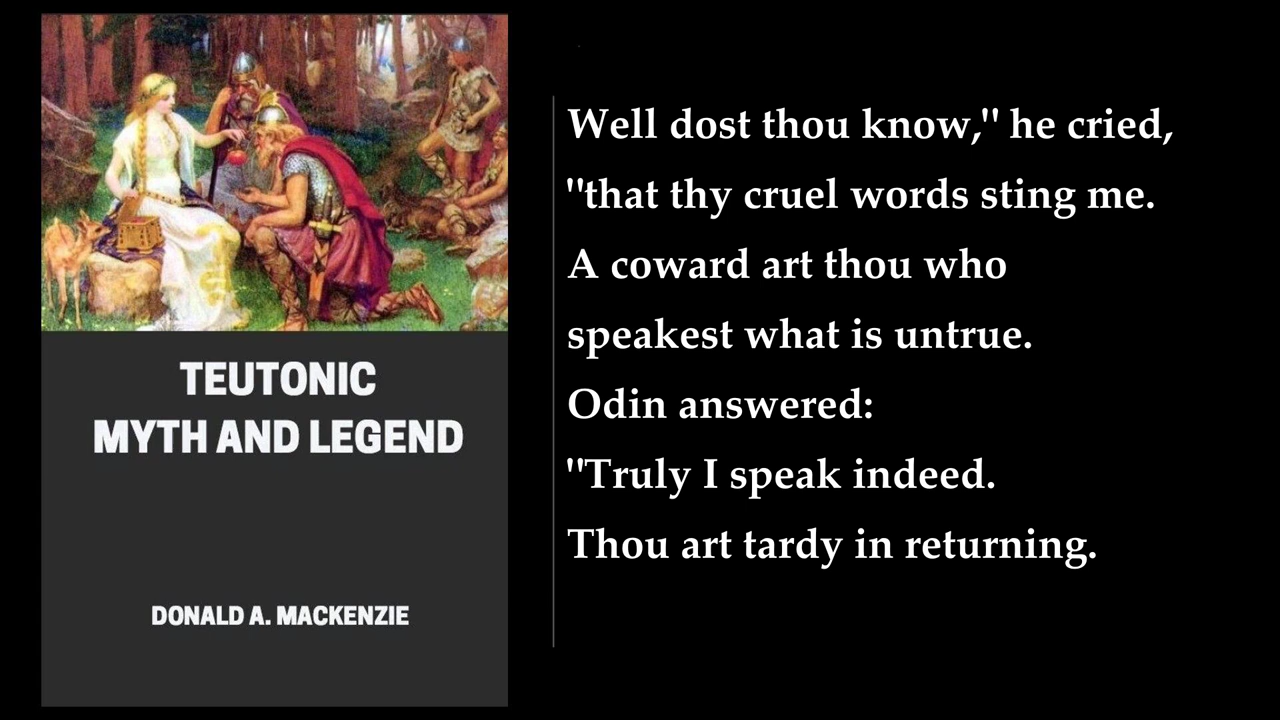 TEUTONIC
MYTH AND LEGEND
DONALD A. MACKENZIE
Well dost thou know," he cried,
"that thy cruel words sting me.
A coward art thou who
speakest what is untrue.
Odin answered:
"Truly I speak indeed.
Thou art tardy in returning.